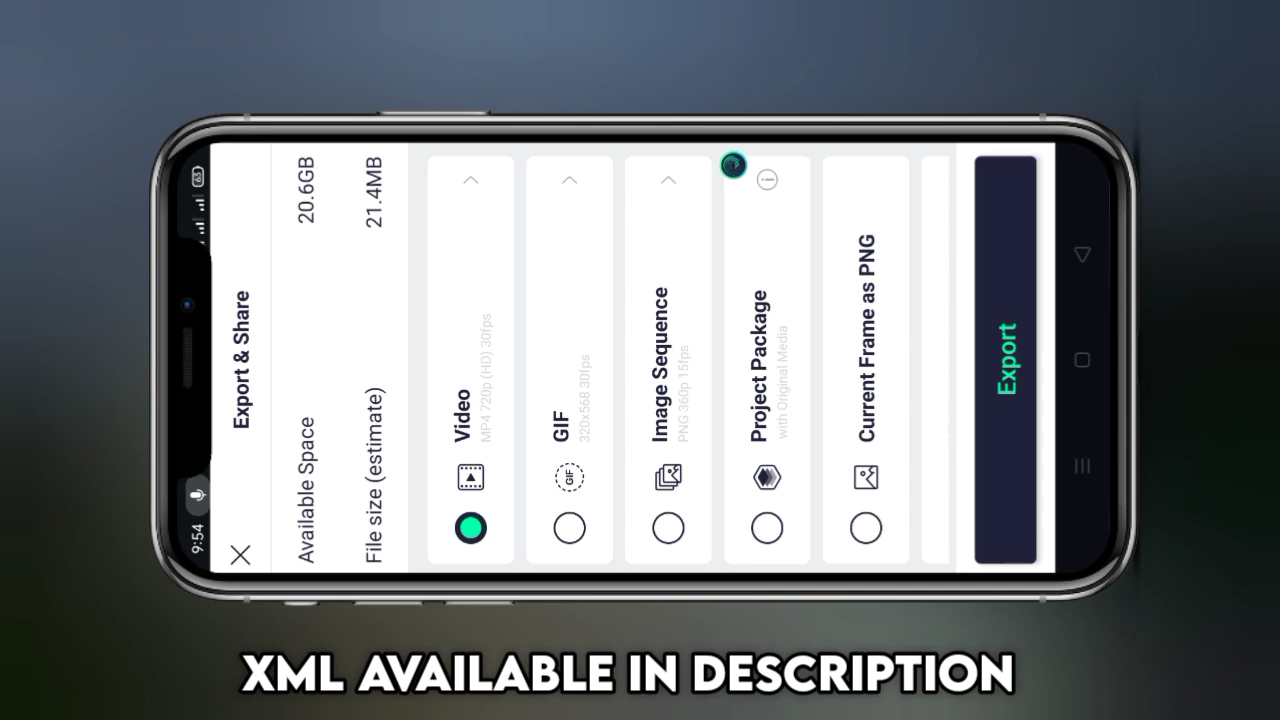 9:54
63
Export & Share
Available Space 20.6GB
File size (estimate) 21.4MB
Video
MP4 720p (HD) 30fps
GIF
GIF
320x568 30fps
Image Sequence
PNG 360p 15fps
Project Package
with Original Media
Current Frame as PNG
Export
XML AVAILABLE IN DESCRIPTION